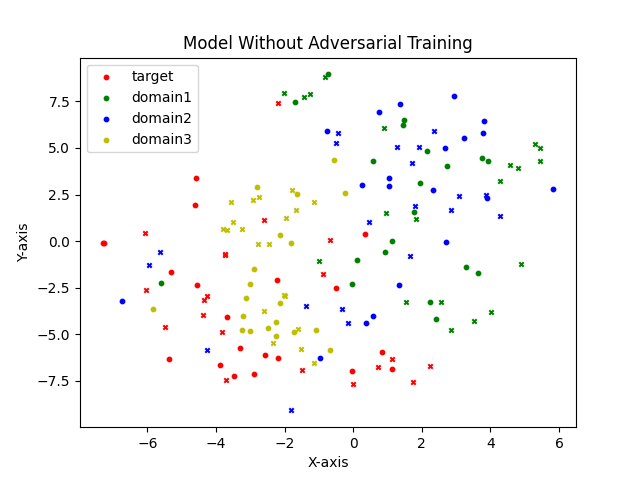 Model Without Adversarial Training
target
domain1
domain2
domain3
7.5
5.0
2.5
0.0
−2.5
−5.0
−7.5
Y-axis
−6 −4 −2 0 2 4 6
X-axis